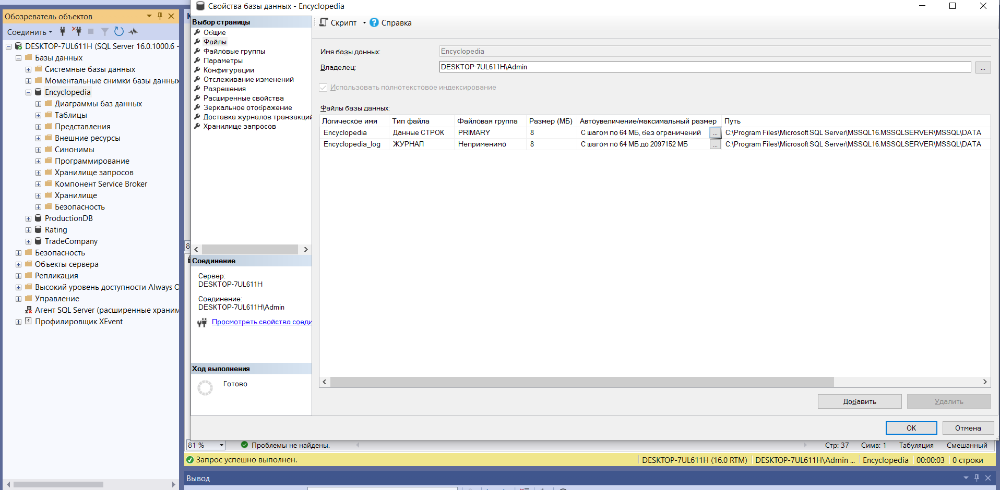 Обозреватель объектов
Соединить
DESKTOP-7UL611H (SQL Server 16.0.1000.6 -
Базы данных
Системные базы данных
Моментальные снимки базы данных
Encyclopedia
Диаграммы баз данных
Таблицы
Представления
Внешние ресурсы
Синонимы
Программирование
Хранилище запросов
Компонент Service Broker
Хранилище
Безопасность
ProductionDB
Rating
TradeCompany
Безопасность
Объекты сервера
Репликация
Высокий уровень доступности Always O
Управление
Агент SQL Server (расширенные храним
Профилировщик XEvent
Свойства базы данных - Encyclopedia
Выбор страницы
Общие
Файлы
Файловые группы
Параметры
Конфигурации
Отслеживание изменений
Разрешения
Расширенные свойства
Зеркальное отображение
Доставка журналов транзакций
Хранилище запросов
Соединение
Сервер:
DESKTOP-7UL611H
Соединение:
DESKTOP-7UL611H\Admin
Просмотреть свойства соеди
Ход выполнения
Готово
Скрипт Справка
Имя базы данных: Encyclopedia
Владелец: DESKTOP-7UL611H\Admin ...
Использовать полнотекстовое индексирование
Файлы базы данных:
Логическое имя Тип файла Файловая группа Размер (МБ) Автоувеличение/максимальный размер Путь
Encyclopedia Данные СТРОК PRIMARY 8 С шагом по 64 МБ, без ограничений ... C:\Program Files\Microsoft SQL Server\MSSQL16.MSSQLSERVER\MSSQL\DATA
Encyclopedia_log ЖУРНАЛ Неприменимо 8 С шагом по 64 МБ до 2097152 МБ ... C:\Program Files\Microsoft SQL Server\MSSQL16.MSSQLSERVER\MSSQL\DATA
Добавить Удалить
ОК Отмена
81 % Проблемы не найдены. Стр: 37 Симв: 1 Табуляция Смешанный
Запрос успешно выполнен. DESKTOP-7UL611H (16.0 RTM) DESKTOP-7UL611H\Admin ... Encyclopedia 00:00:03 0 строки
Вывод